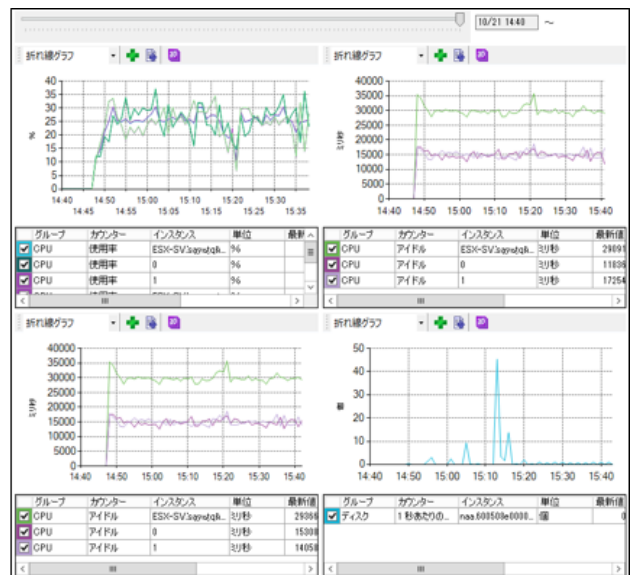 10/21 14:40 ～
折れ線グラフ
40
35
30
25
20
15
10
5
0
%
14:40 14:50 15:00 15:10 15:20 15:30
14:45 14:55 15:05 15:15 15:25 15:35
グループ カウンター インスタンス 単位 最新
CPU 使用率 ESX-SV: %
CPU 使用率 0 %
CPU 使用率 1 %
CPU
折れ線グラフ
40000
35000
30000
25000
20000
15000
10000
5000
0
ミリ秒
14:40 14:50 15:00 15:10 15:20 15:30 15:40
グループ カウンター インスタンス 単位 最新値
CPU アイドル ESX-SV: ミリ秒 29091
CPU アイドル 0 ミリ秒 11836
CPU アイドル 1 ミリ秒 17254
折れ線グラフ
40000
35000
30000
25000
20000
15000
10000
5000
0
ミリ秒
14:40 14:50 15:00 15:10 15:20 15:30 15:40
グループ カウンター インスタンス 単位 最新値
CPU アイドル ESX-SV: ミリ秒 29366
CPU アイドル 0 ミリ秒 15308
CPU アイドル 1 ミリ秒 14058
折れ線グラフ
50
40
30
20
10
0
個
14:40 14:50 15:00 15:10 15:20 15:30 15:40
グループ カウンター インスタンス 単位 最新値
ディスク 1 秒あたりの... naa.600508e0000... 個 0